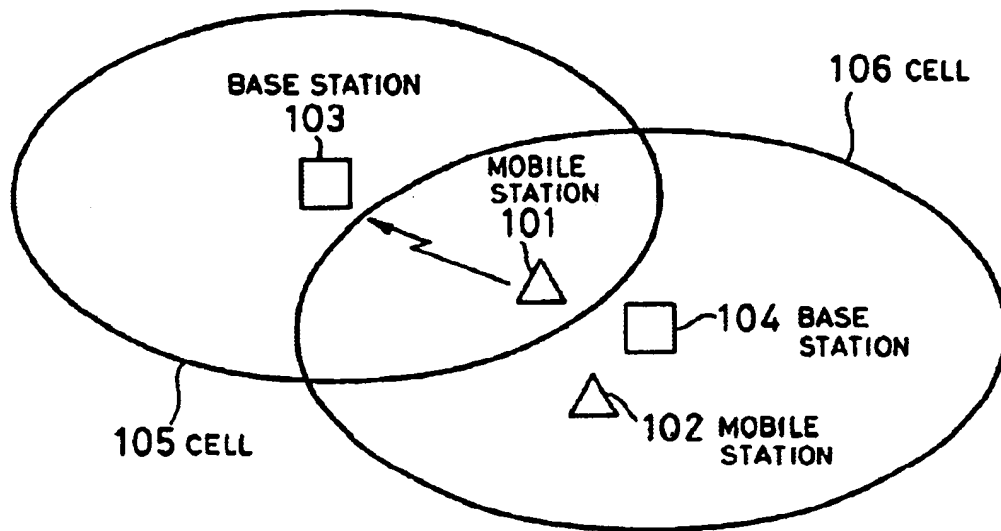 BASE STATION
103
106 CELL
MOBILE
STATION
101
104 BASE
STATION
105 CELL
102 MOBILE
STATION